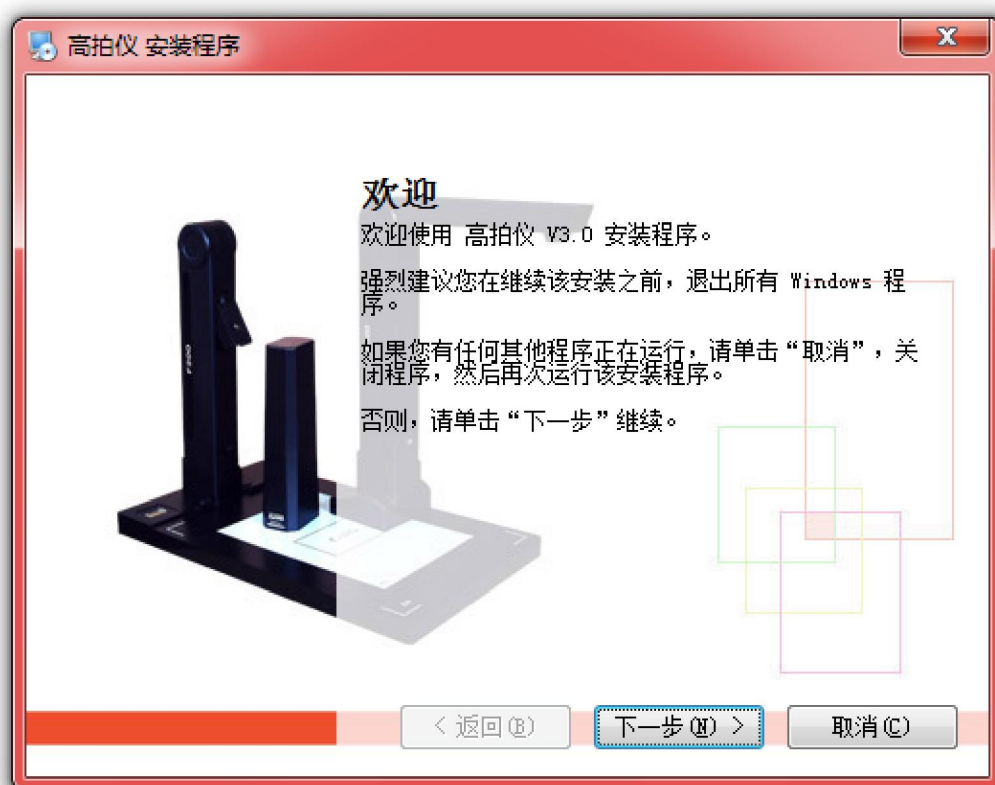 高拍仪 安装程序
欢迎
欢迎使用 高拍仪 V3.0 安装程序。
强烈建议您在继续该安装之前，退出所有 Windows 程
序。
如果您有任何其他程序正在运行，请单击“取消”，关
闭程序，然后再次运行该安装程序。
否则，请单击“下一步”继续。
< 返回(B)
下一步(N) >
取消(C)